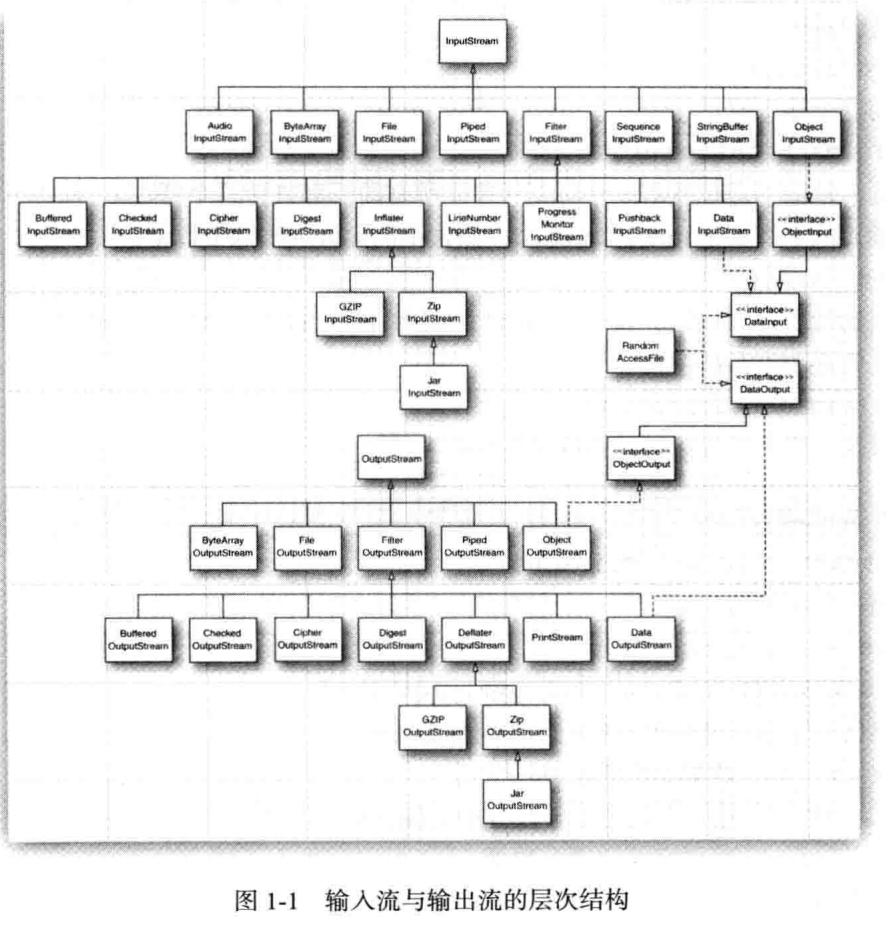 InputStream
Audio
InputStream
ByteArray
InputStream
File
InputStream
Piped
InputStream
Filter
InputStream
Sequence
InputStream
StringBuffer
InputStream
Object
InputStream
Buffered
InputStream
Checked
InputStream
Cipher
InputStream
Digest
InputStream
Inflater
InputStream
LineNumber
InputStream
Progress
Monitor
InputStream
Pushback
InputStream
Data
InputStream
<<interface>>
ObjectInput
GZIP
InputStream
Zip
InputStream
<<interface>>
DataInput
Random
AccessFile
Jar
InputStream
<<interface>>
DataOutput
OutputStream
<<interface>>
ObjectOutput
ByteArray
OutputStream
File
OutputStream
Filter
OutputStream
Piped
OutputStream
Object
OutputStream
Buffered
OutputStream
Checked
OutputStream
Cipher
OutputStream
Digest
OutputStream
Deflater
OutputStream
PrintStream
Data
OutputStream
GZIP
OutputStream
Zip
OutputStream
Jar
OutputStream
图 1-1 输入流与输出流的层次结构